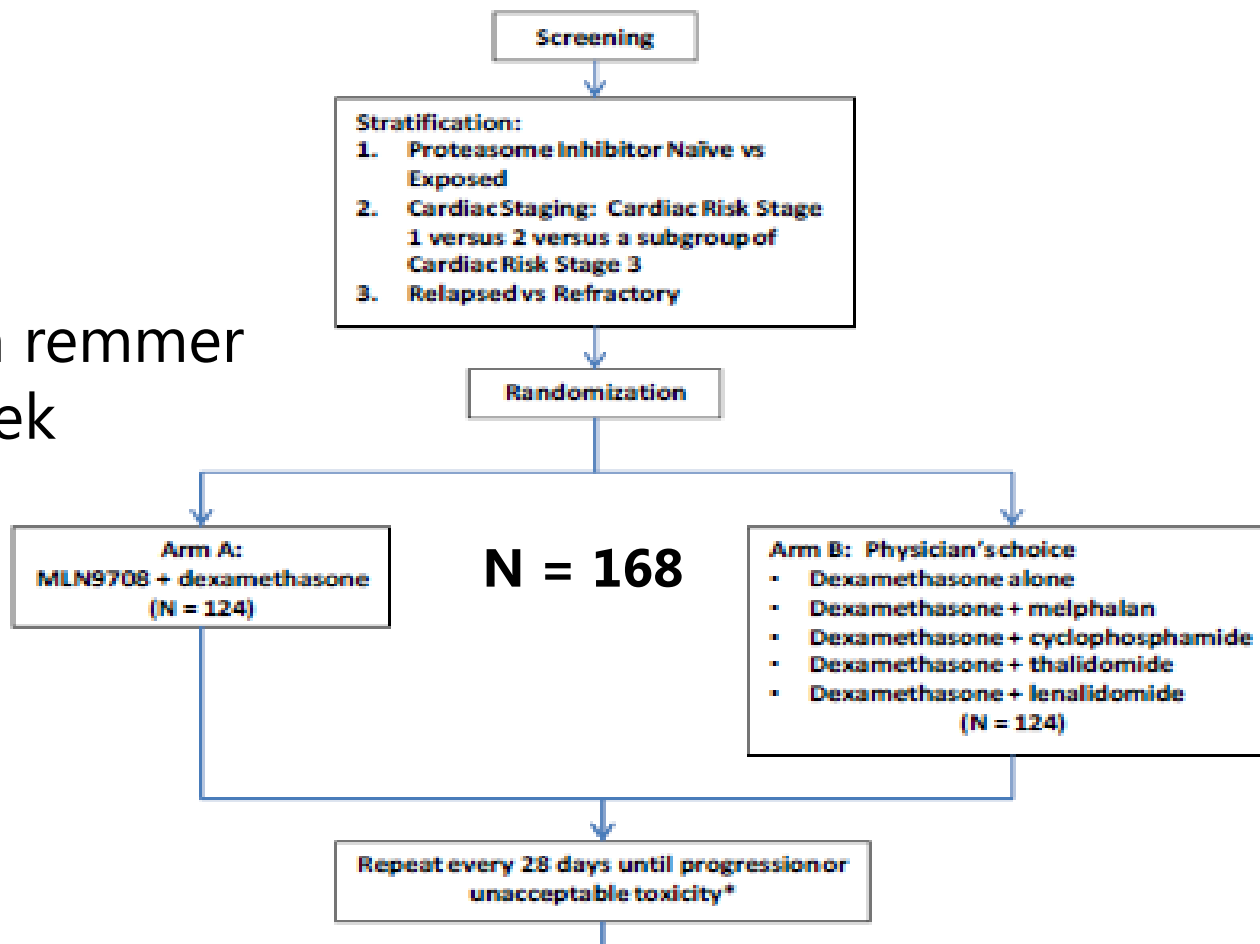 Screening
Stratification:
1. Proteasome Inhibitor Naïve vs
Exposed
2. Cardiac Staging: Cardiac Risk Stage
1 versus 2 versus a subgroup of
Cardiac Risk Stage 3
3. Relapsed vs Refractory
remmer
ek
Randomization
Arm A:
MLN9708 + dexamethasone
(N = 124)
N = 168
Arm B: Physician's choice
▪ Dexamethasone alone
▪ Dexamethasone + melphalan
▪ Dexamethasone + cyclophosphamide
▪ Dexamethasone + thalidomide
▪ Dexamethasone + lenalidomide
(N = 124)
Repeat every 28 days until progression or
unacceptable toxicity*